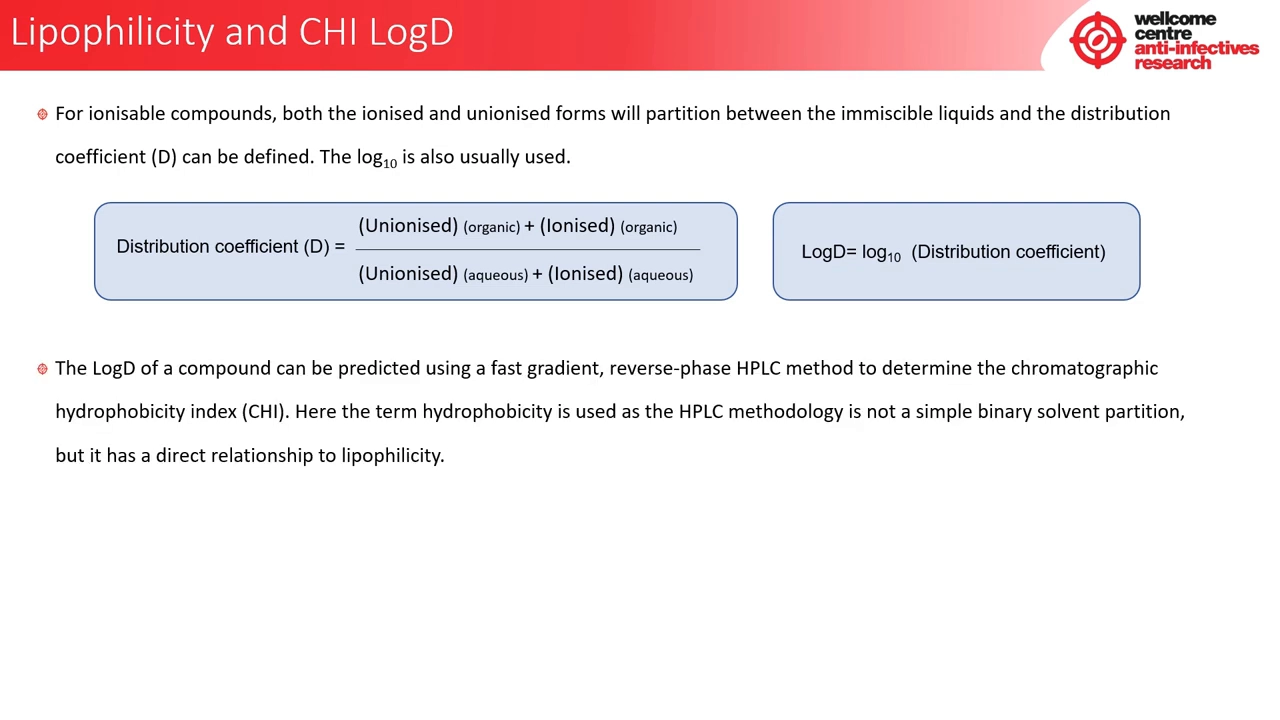 Lipophilicity and CHI LogD
wellcome
centre
anti-infectives
research
For ionisable compounds, both the ionised and unionised forms will partition between the immiscible liquids and the distribution
coefficient (D) can be defined. The log10 is also usually used.
(Unionised) (organic) + (Ionised) (organic)
Distribution coefficient (D) =
(Unionised) (aqueous) + (Ionised) (aqueous)
LogD= log10 (Distribution coefficient)
The LogD of a compound can be predicted using a fast gradient, reverse-phase HPLC method to determine the chromatographic
hydrophobicity index (CHI). Here the term hydrophobicity is used as the HPLC methodology is not a simple binary solvent partition,
but it has a direct relationship to lipophilicity.